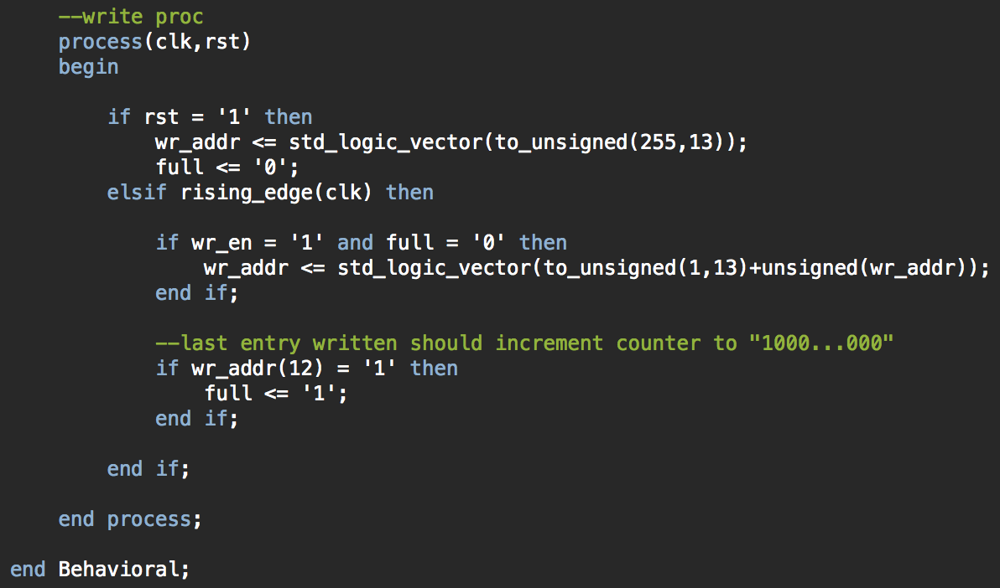 --write proc
process(clk,rst)
begin
if rst = '1' then
wr_addr <= std_logic_vector(to_unsigned(255,13));
full <= '0';
elsif rising_edge(clk) then
if wr_en = '1' and full = '0' then
wr_addr <= std_logic_vector(to_unsigned(1,13)+unsigned(wr_addr));
end if;
--last entry written should increment counter to "1000...000"
if wr_addr(12) = '1' then
full <= '1';
end if;
end if;
end process;
end Behavioral;